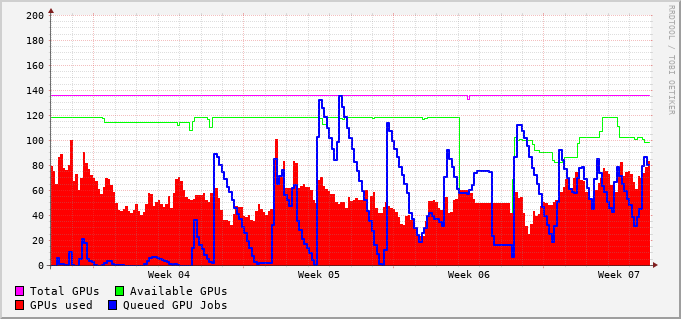 200
180
160
140
120
100
80
60
40
20
0
Week 04 Week 05 Week 06 Week 07
Total GPUs Available GPUs
GPUs used Queued GPU Jobs
RRDTOOL / TOBI OETIKER